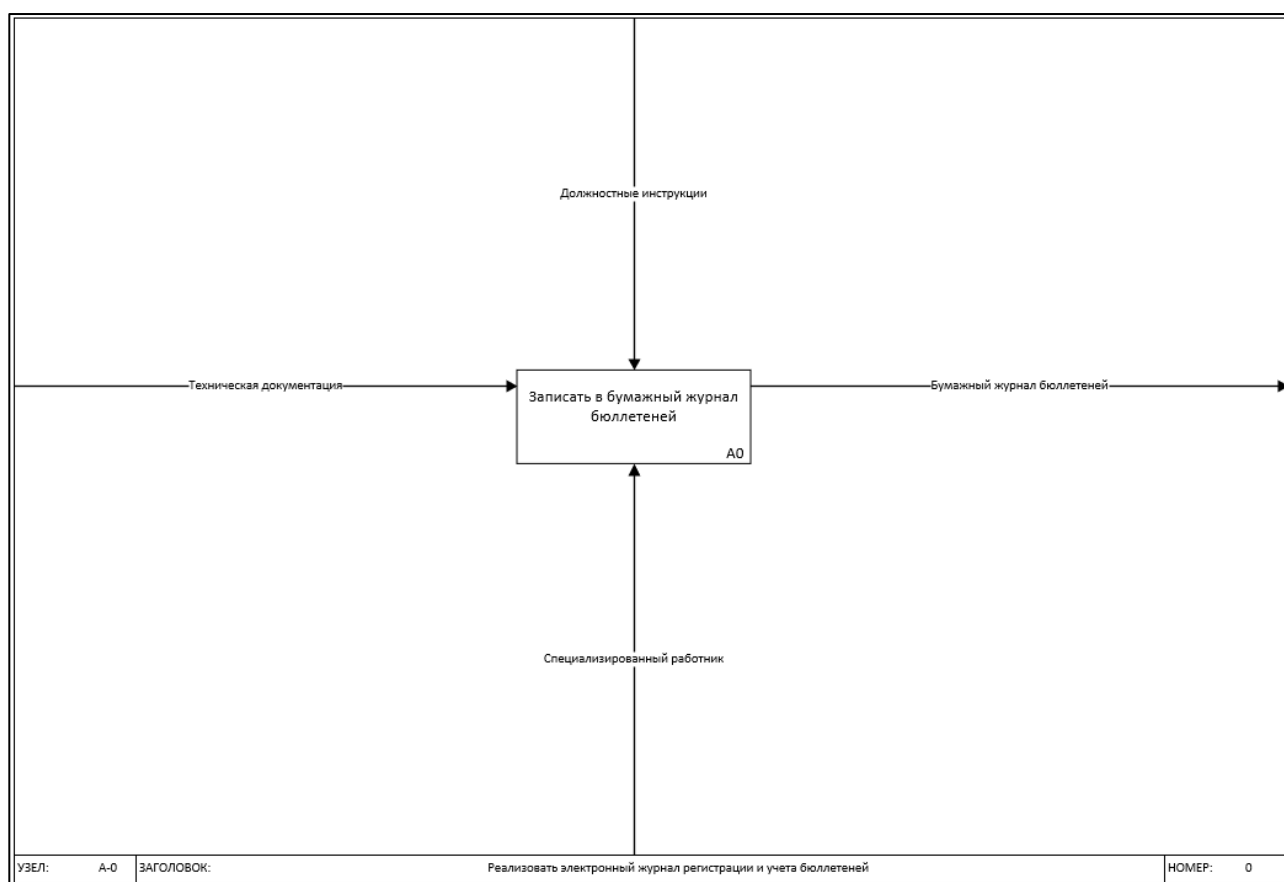 Должностные инструкции
Техническая документация
Записать в бумажный журнал
бюллетеней
A0
Бумажный журнал бюллетеней
Специализированный работник
УЗЕЛ: A-0 ЗАГОЛОВОК: Реализовать электронный журнал регистрации и учета бюллетеней НОМЕР: 0